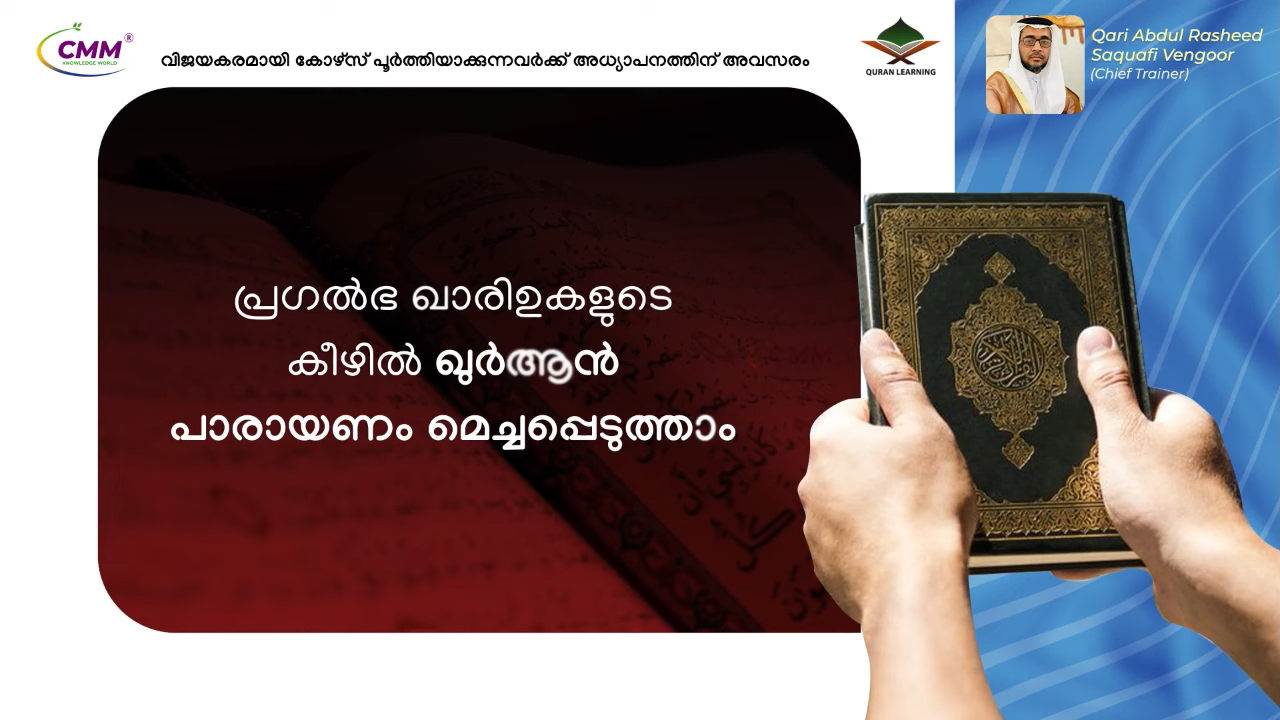 CMM®
KNOWLEDGE WORLD
വിജയകരമായി കോഴ്സ് പൂർത്തിയാക്കുന്നവർക്ക് അധ്യാപനത്തിന് അവസരം
QURAN LEARNING
Qari Abdul Rasheed
Saquafi Vengoor
(Chief Trainer)
പ്രഗൽഭ ഖാരിഉകളുടെ
കീഴിൽ ഖുർആൻ
പാരായണം മെച്ചപ്പെടുത്താം